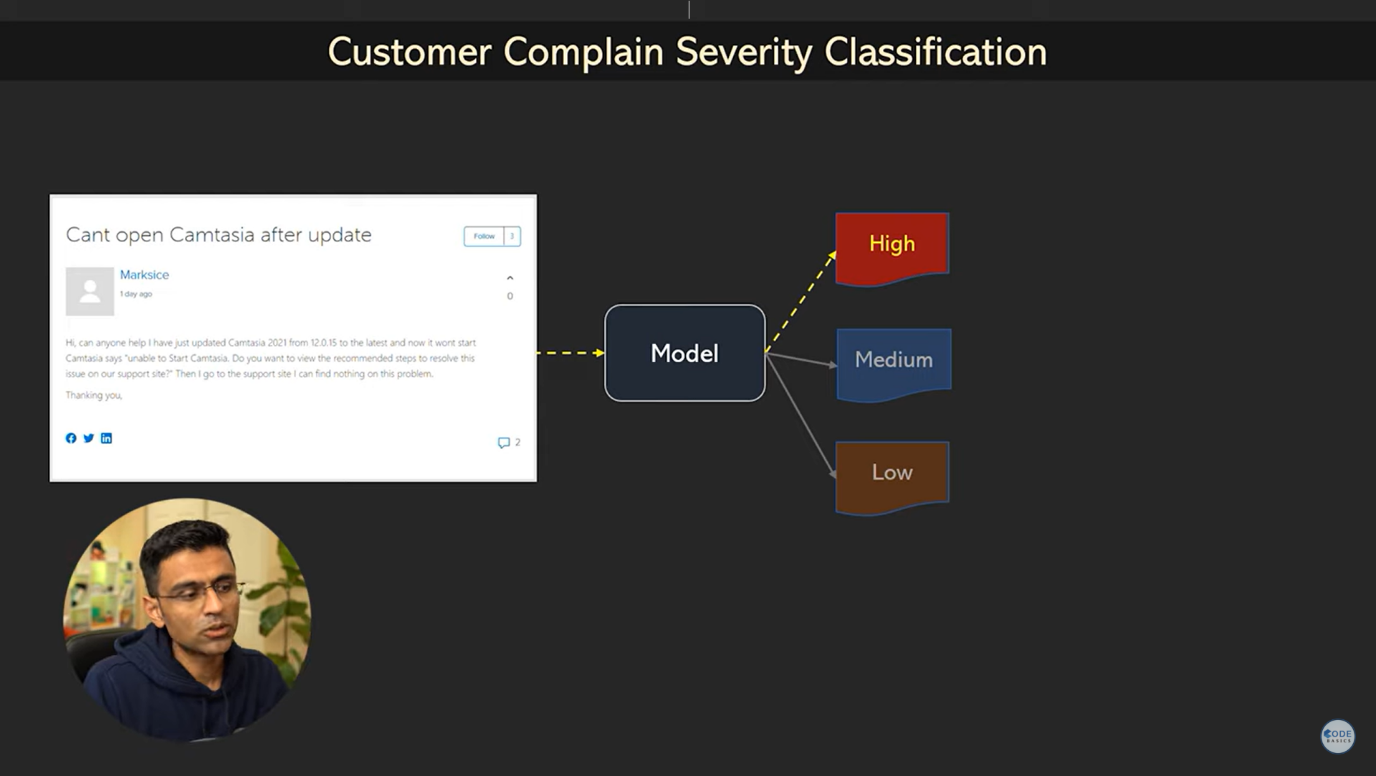 Customer Complain Severity Classification
Cant open Camtasia after update
Follow 3
Marksice
1 day ago
0
Hi, can anyone help I have just updated Camtasia 2021 from 12.0.15 to the latest and now it wont start
Camtasia says "unable to Start Camtasia. Do you want to view the recommended steps to resolve this
issue on our support site?" Then I go to the support site I can find nothing on this problem.
Thanking you,
2
Model
High
Medium
Low
CODE
BASICS